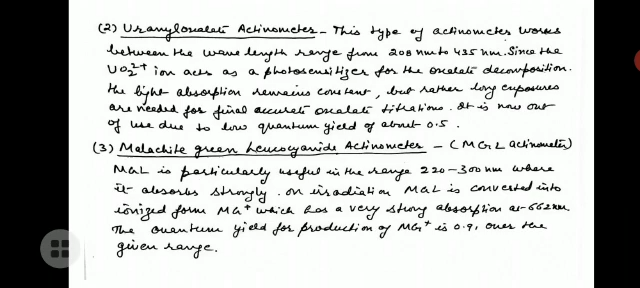 (2) Uranyloxalate Actinometer - This type of actinometer works
between the wave length range from 208 nm to 435 nm. Since the
UO2²⁺ ion acts as a photosensitizer for the oxalate decomposition.
the light absorption remains constant, but rather long exposures
are needed for final accurate oxalate titrations. It is now out
of use due to low quantum yield of about 0.5.
(3) Malachite green Leucocyanide Actinometer - (MGL actinometer)
MGL is particularly useful in the range 220-300 nm where
it absorbs strongly. On irradiation MGL is converted into
ionized form MG⁺ which has a very strong absorption at 662 nm.
The quantum yield for production of MG⁺ is 0.91 over the
given range.